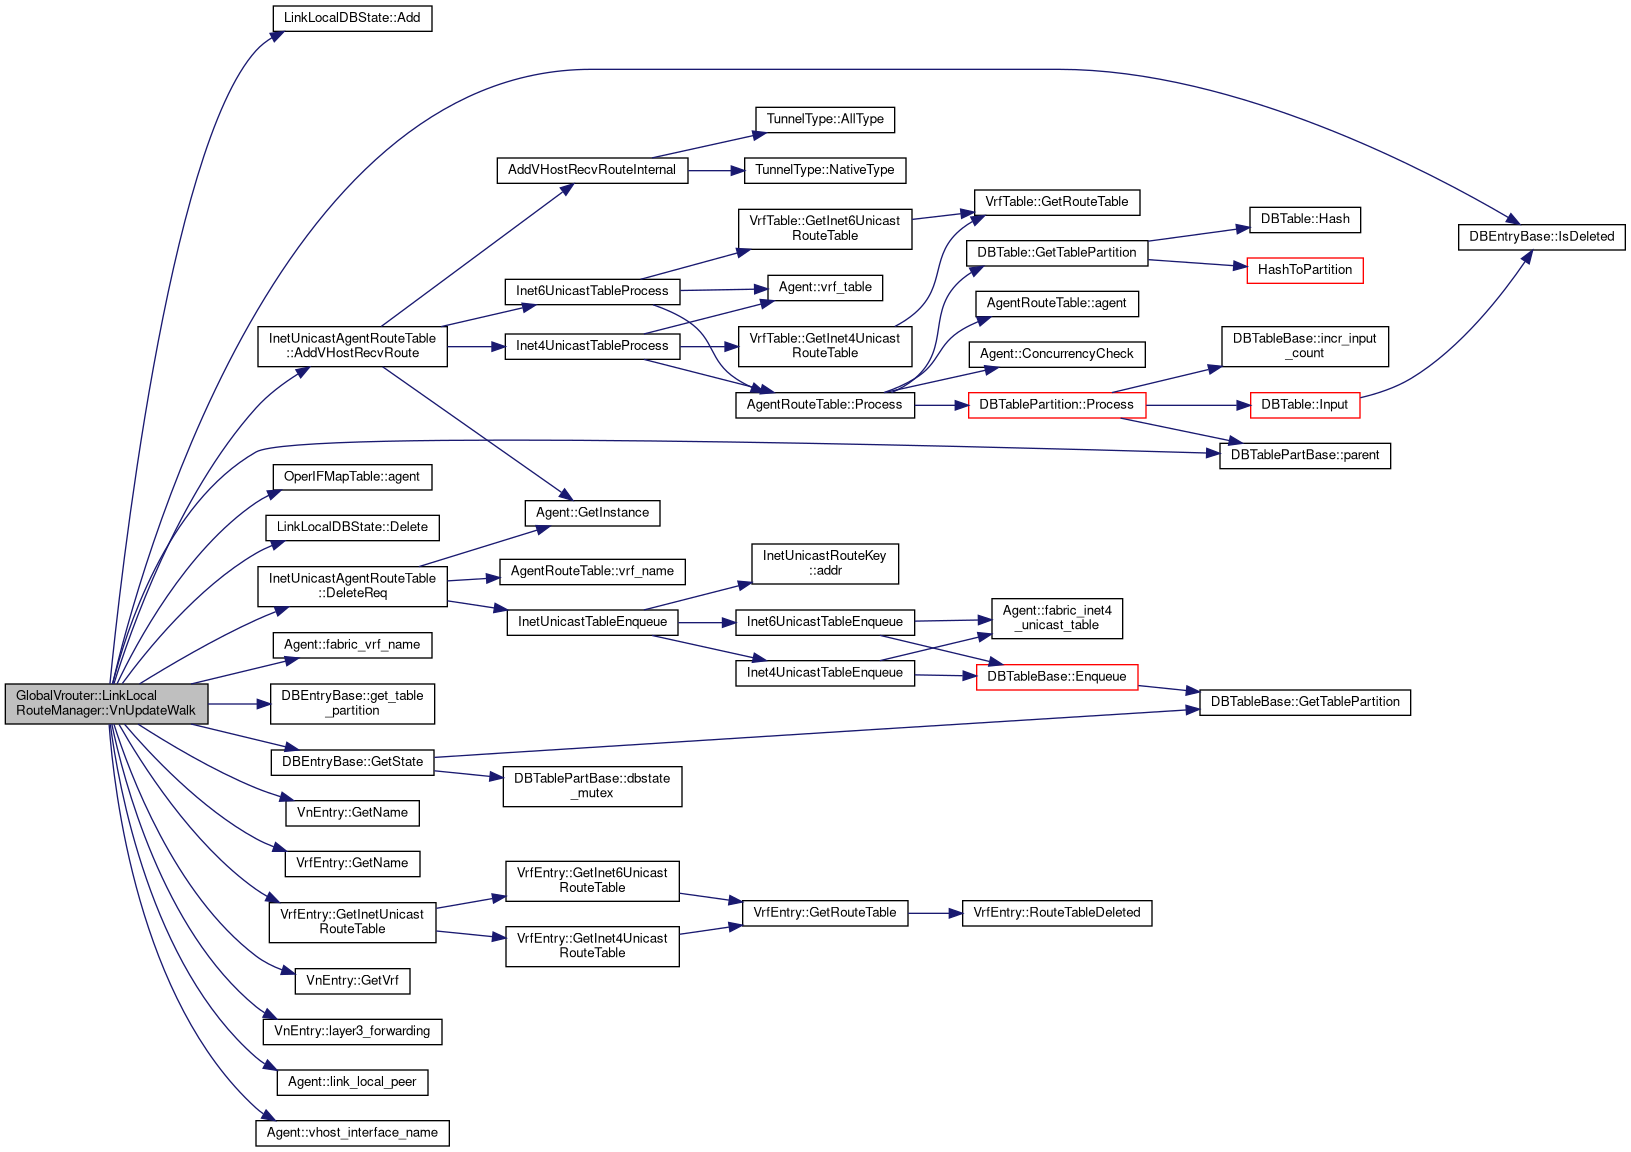 LinkLocalDBState::Add
TunnelType::AllType
AddVHostRecvRouteInternal
TunnelType::NativeType
VrfTable::GetRouteTable
VrfTable::GetInet6Unicast
RouteTable
DBTable::Hash
DBEntryBase::IsDeleted
DBTable::GetTablePartition
HashToPartition
Inet6UnicastTableProcess
Agent::vrf_table
AgentRouteTable::agent
InetUnicastAgentRouteTable
::AddVHostRecvRoute
Inet4UnicastTableProcess
VrfTable::GetInet4Unicast
RouteTable
Agent::ConcurrencyCheck
DBTableBase::incr_input
_count
AgentRouteTable::Process
DBTablePartition::Process
DBTable::Input
DBTablePartBase::parent
OperIFMapTable::agent
LinkLocalDBState::Delete
Agent::GetInstance
InetUnicastAgentRouteTable
::DeleteReq
AgentRouteTable::vrf_name
InetUnicastRouteKey
::addr
InetUnicastTableEnqueue
Inet6UnicastTableEnqueue
Agent::fabric_inet4
_unicast_table
Agent::fabric_vrf_name
Inet4UnicastTableEnqueue
DBTableBase::Enqueue
GlobalVrouter::LinkLocal
RouteManager::VnUpdateWalk
DBEntryBase::get_table
_partition
DBTableBase::GetTablePartition
DBEntryBase::GetState
DBTablePartBase::dbstate
_mutex
VnEntry::GetName
VrfEntry::GetName
VrfEntry::GetInetUnicast
RouteTable
VrfEntry::GetInet6Unicast
RouteTable
VrfEntry::GetInet4Unicast
RouteTable
VrfEntry::GetRouteTable
VrfEntry::RouteTableDeleted
VnEntry::GetVrf
VnEntry::layer3_forwarding
Agent::link_local_peer
Agent::vhost_interface_name